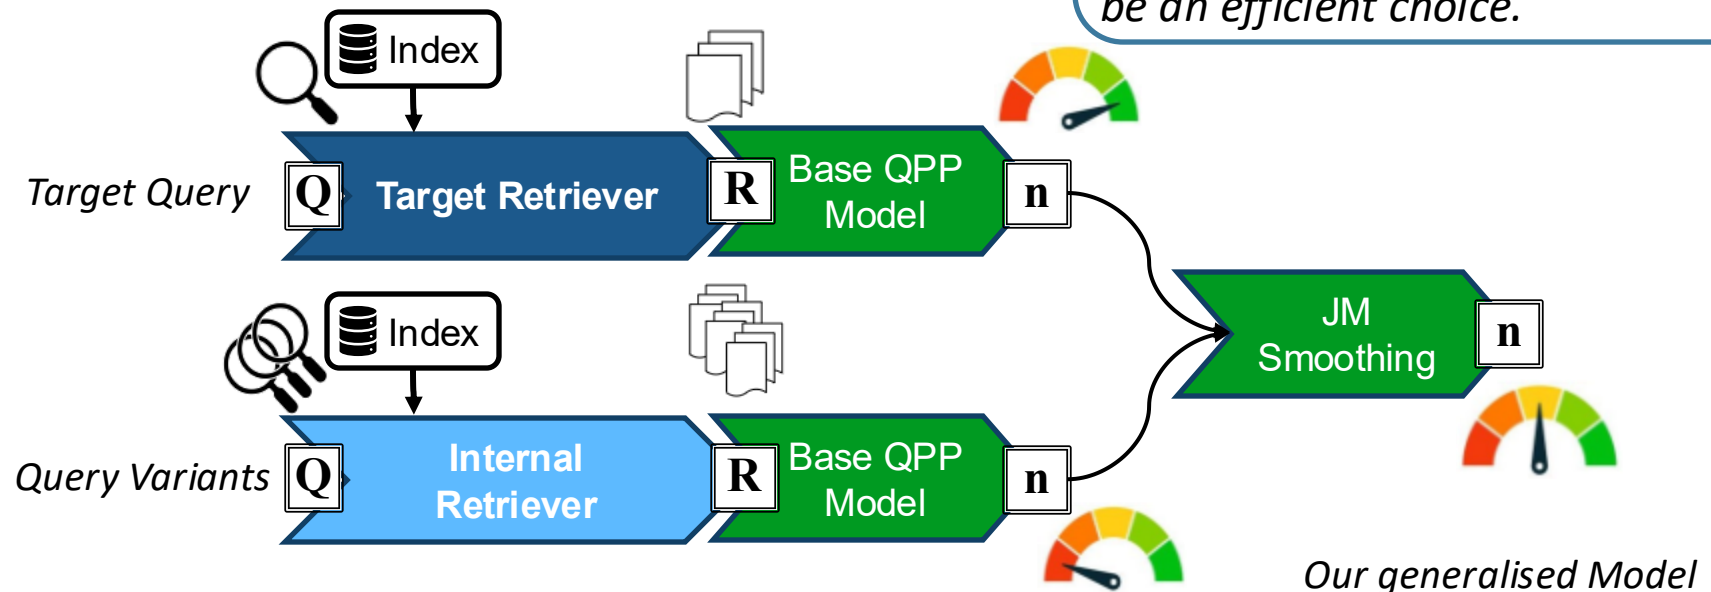 be an efficient choice.
Index
Target Query
Q
Target Retriever
R
Base QPP
Model
n
JM
Smoothing
n
Index
Query Variants
Q
Internal
Retriever
R
Base QPP
Model
n
Our generalised Model